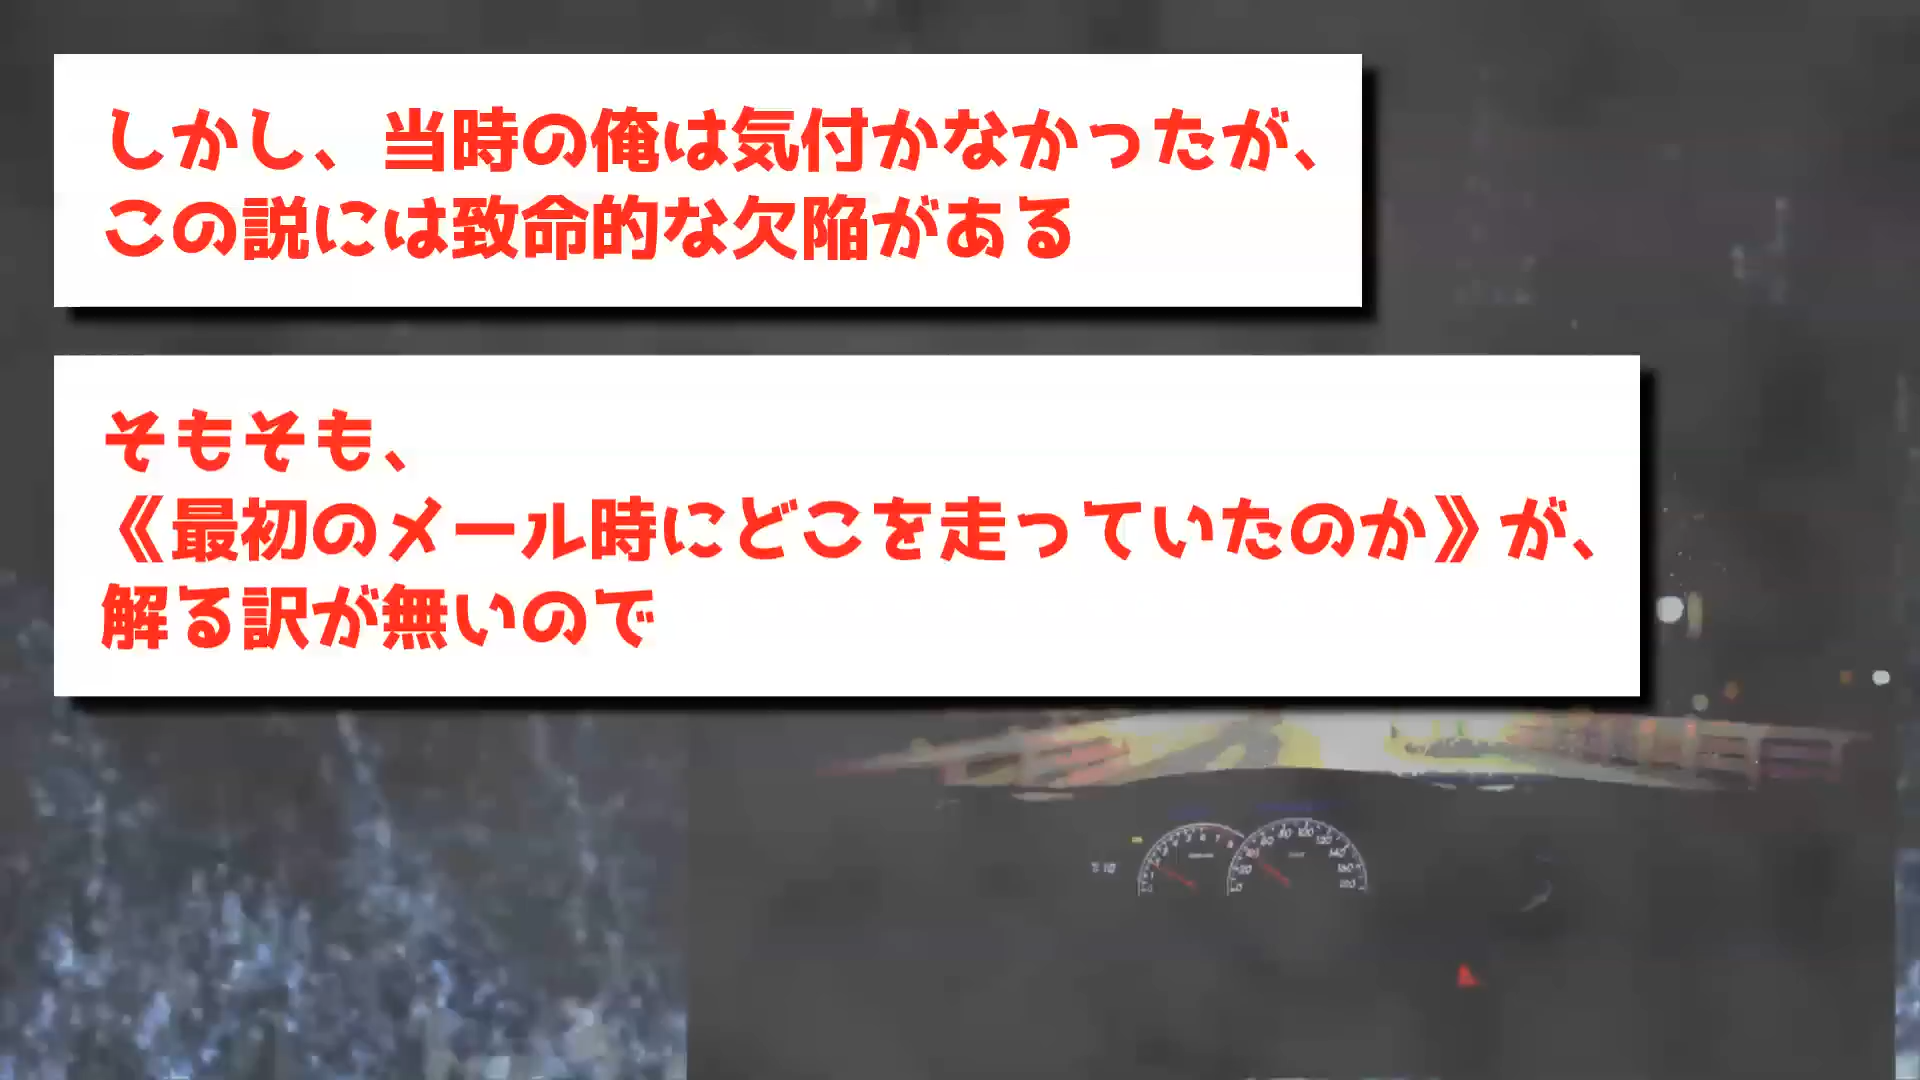 しかし、当時の俺は気付かなかったが、
この説には致命的な欠陥がある
そもそも、
《最初のメール時にどこを走っていたのか》が、
解る訳が無いので